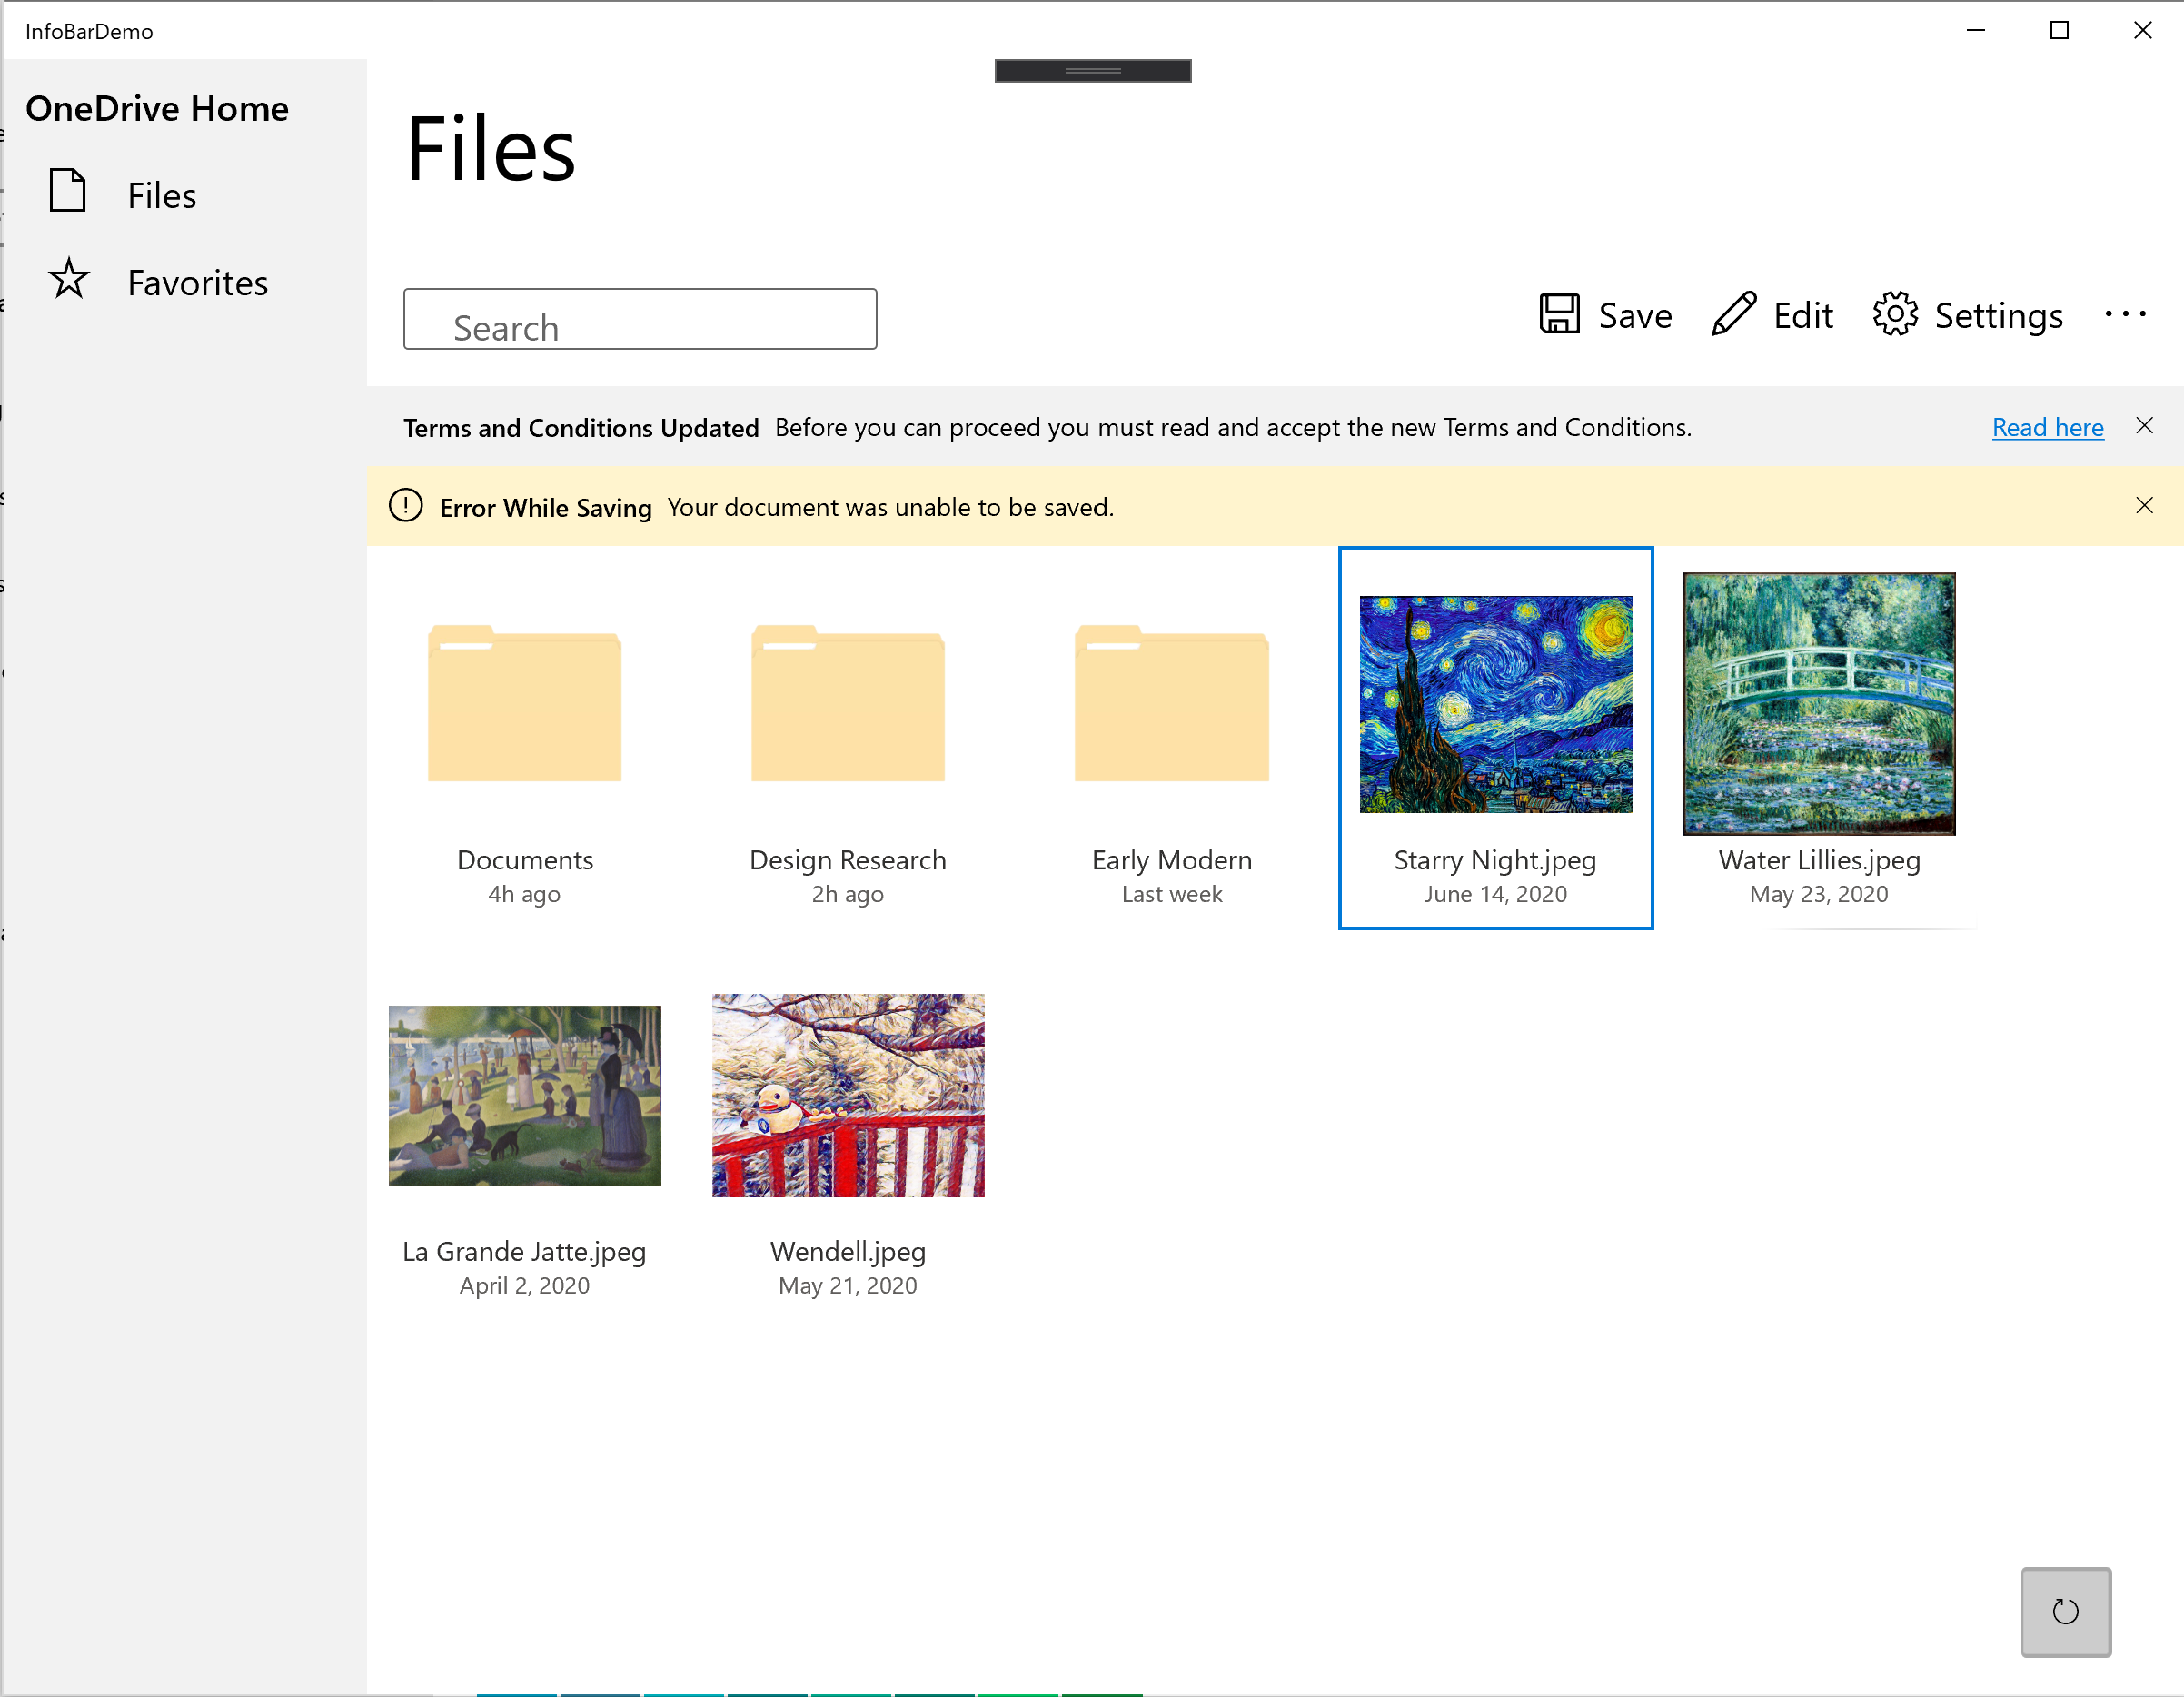 InfoBarDemo
OneDrive Home
Files
Favorites
Files
Search
Save Edit Settings
Terms and Conditions Updated Before you can proceed you must read and accept the new Terms and Conditions. Read here
Error While Saving Your document was unable to be saved.
Documents
4h ago
Design Research
2h ago
Early Modern
Last week
Starry Night.jpeg
June 14, 2020
Water Lillies.jpeg
May 23, 2020
La Grande Jatte.jpeg
April 2, 2020
Wendell.jpeg
May 21, 2020